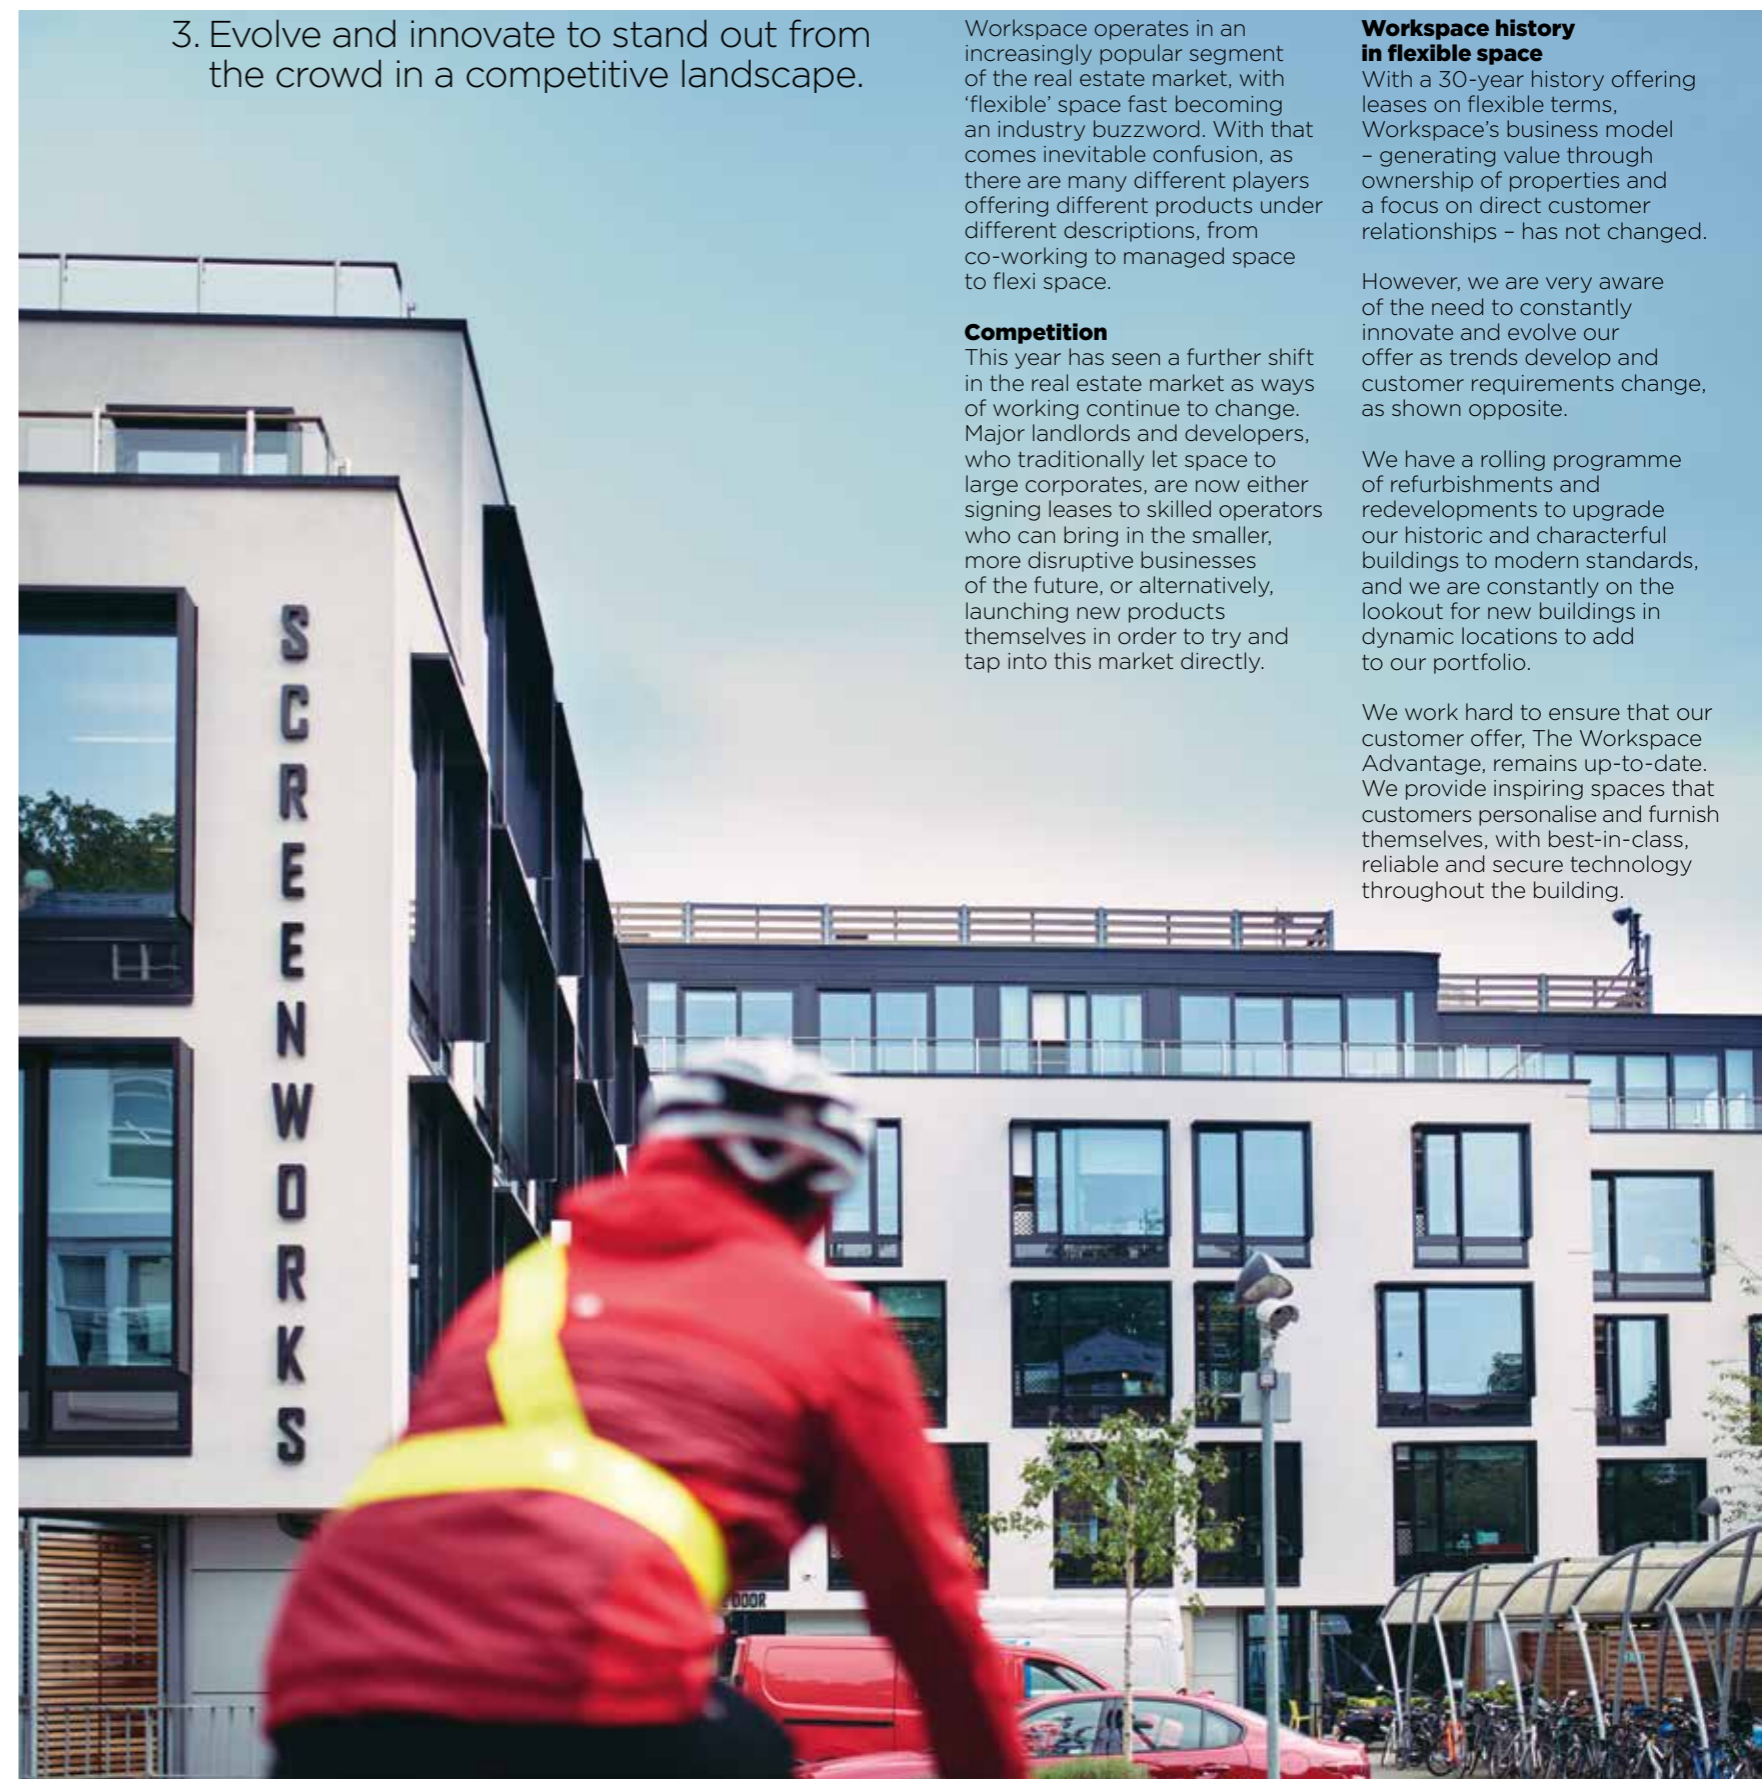 3. Evolve and innovate to stand out from
the crowd in a competitive landscape.
Workspace operates in an
increasingly popular segment
of the real estate market, with
‘flexible’ space fast becoming
an industry buzzword. With that
comes inevitable confusion, as
there are many different players
offering different products under
different descriptions, from
co-working to managed space
to flexi space.
Competition
This year has seen a further shift
in the real estate market as ways
of working continue to change.
Major landlords and developers,
who traditionally let space to
large corporates, are now either
signing leases to skilled operators
who can bring in the smaller,
more disruptive businesses
of the future, or alternatively,
launching new products
themselves in order to try and
tap into this market directly.
Workspace history
in flexible space
With a 30-year history offering
leases on flexible terms,
Workspace’s business model
– generating value through
ownership of properties and
a focus on direct customer
relationships – has not changed.
However, we are very aware
of the need to constantly
innovate and evolve our
offer as trends develop and
customer requirements change,
as shown opposite.
We have a rolling programme
of refurbishments and
redevelopments to upgrade
our historic and characterful
buildings to modern standards,
and we are constantly on the
lookout for new buildings in
dynamic locations to add
to our portfolio.
We work hard to ensure that our
customer offer, The Workspace
Advantage, remains up-to-date.
We provide inspiring spaces that
customers personalise and furnish
themselves, with best-in-class,
reliable and secure technology
throughout the building.
SCREENWORKS
DOOR